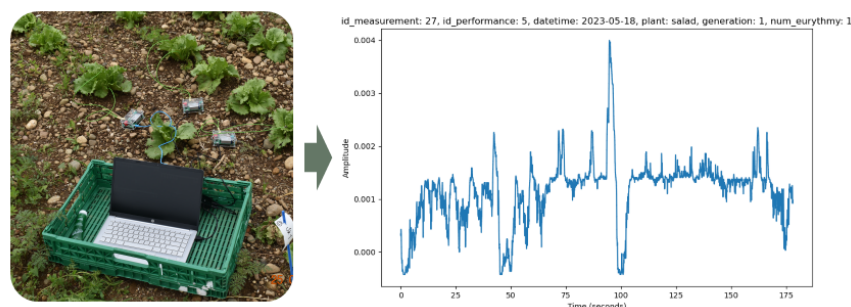 id_measurement: 27, id_performance: 5, datetime: 2023-05-18, plant: salad, generation: 1, num_eurythmy: 1
0.004
0.003
0.002
0.001
0.000
Amplitude
0 25 50 75 100 125 150 175
Time (seconds)